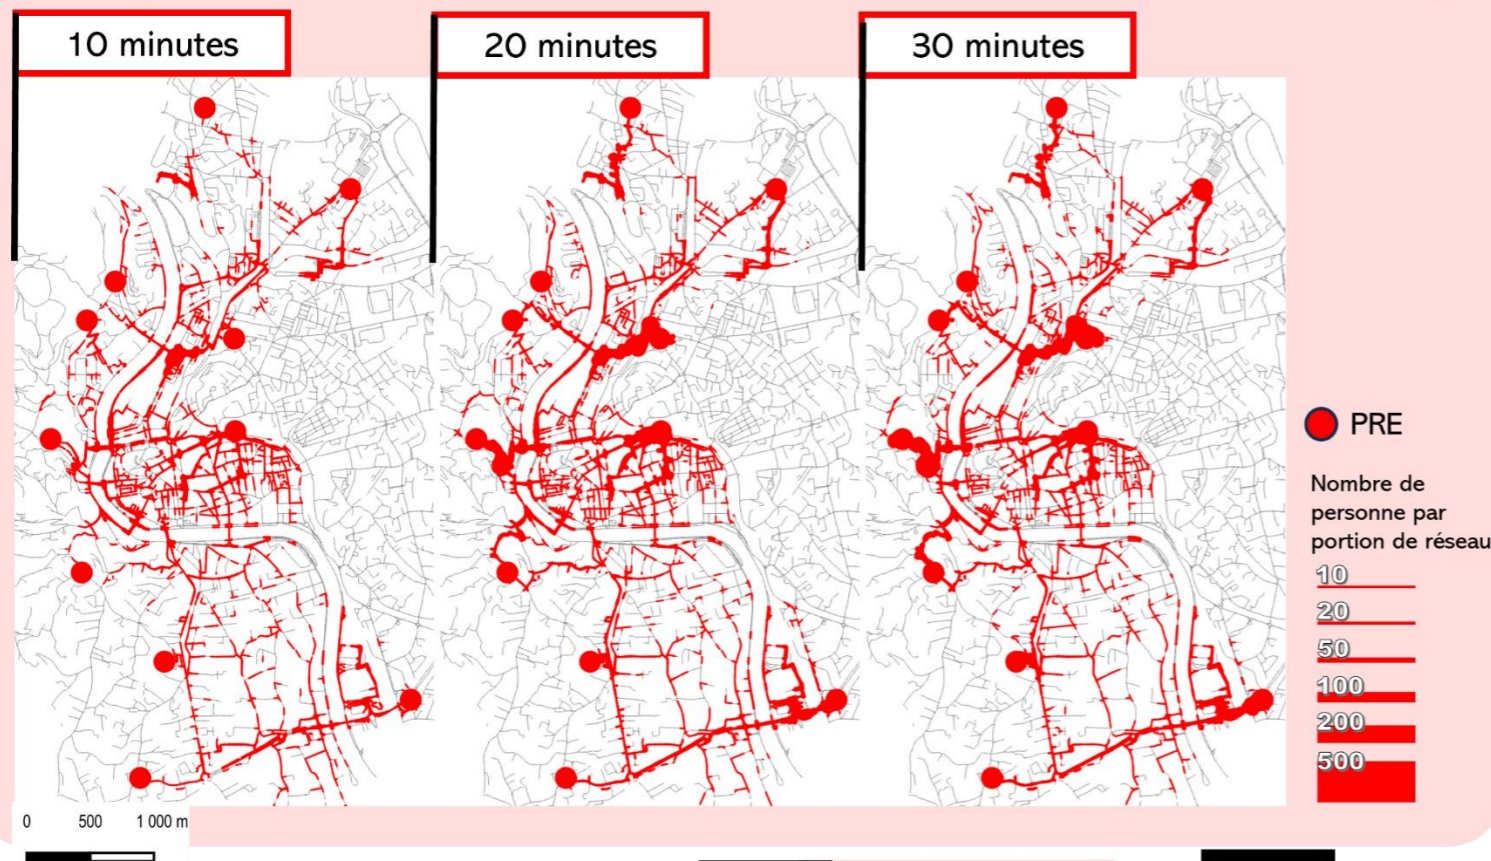 10 minutes
20 minutes
30 minutes
PRE
Nombre de
personne par
portion de réseau
10
20
50
100
200
500
0 500 1 000 m